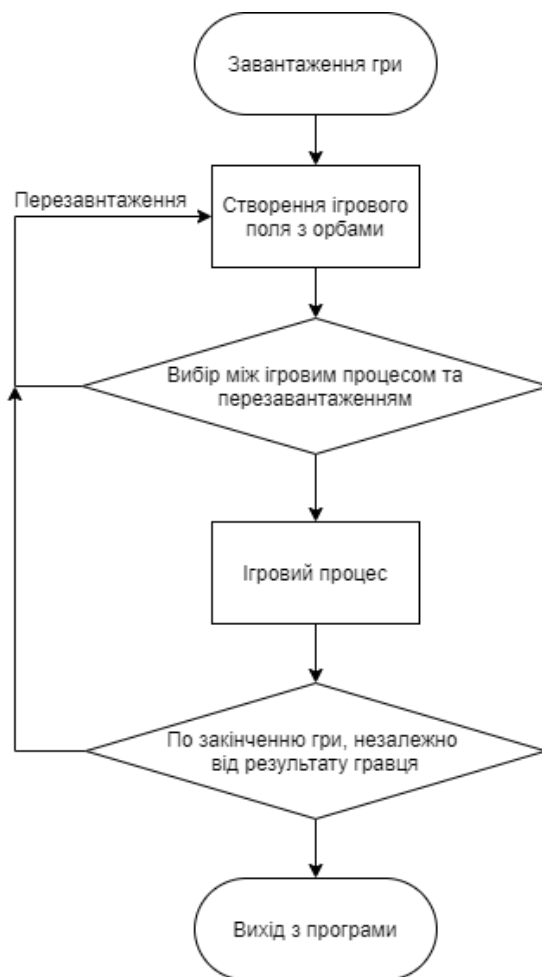 Завантаження гри
Перезавнтаження
Створення ігрового
поля з орбами
Вибір між ігровим процесом та
перезавантаженням
Ігровий процес
По закінченню гри, незалежно
від результату гравця
Вихід з програми